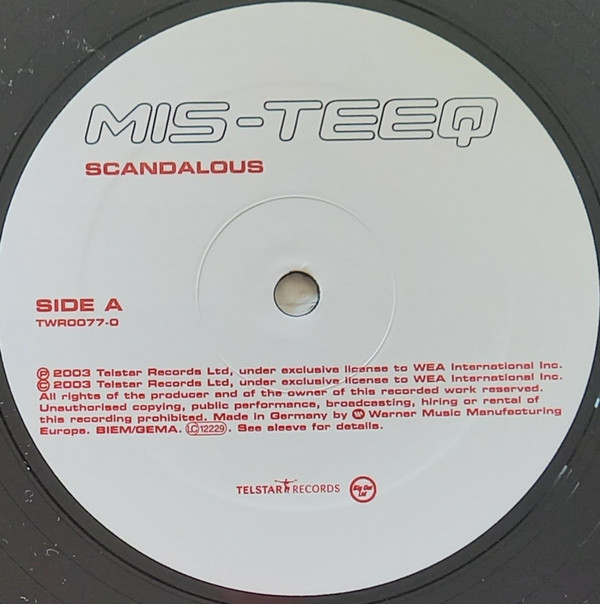 MIS-TEEQ
SCANDALOUS
SIDE A
TWR0077-0
Ⓟ 2003 Telstar Records Ltd, under exclusive license to WEA International Inc.
© 2003 Telstar Records Ltd, under exclusive license to WEA International Inc.
All rights of the producer and of the owner of this recorded work reserved.
Unauthorised copying, public performance, broadcasting, hiring or rental of
this recording prohibited. Made in Germany by Warner Music Manufacturing
Europe. BIEM/GEMA. LC 12229. See sleeve for details.
TELSTAR RECORDS
Big Out
Ltd